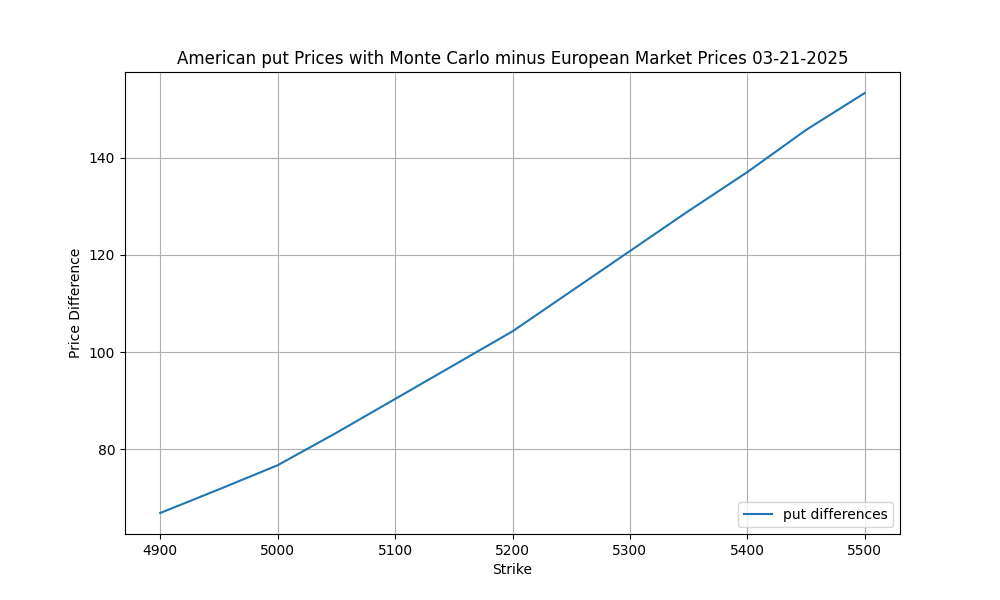 American put Prices with Monte Carlo minus European Market Prices 03-21-2025
Price Difference
140
120
100
80
put differences
4900
5000
5100
5200
5300
5400
5500
Strike